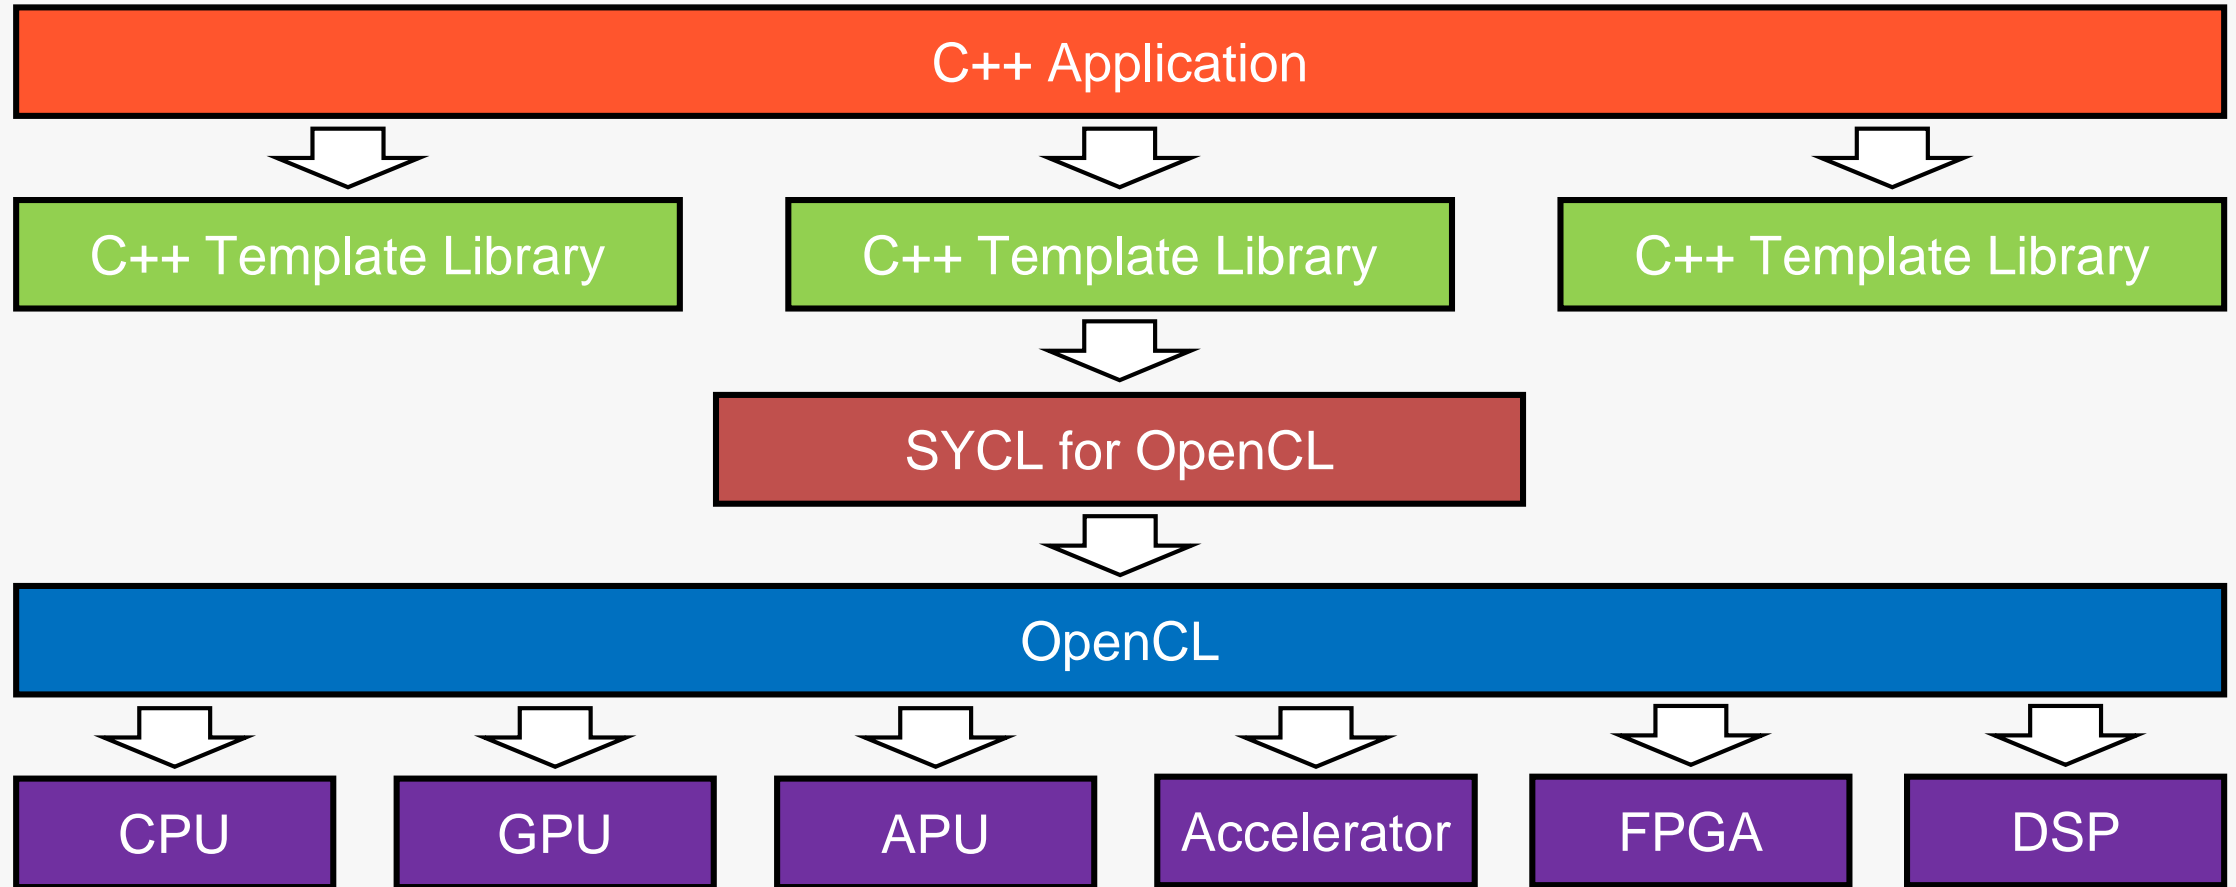 C++ Application
C++ Template Library
C++ Template Library
C++ Template Library
SYCL for OpenCL
OpenCL
CPU
GPU
APU
Accelerator
FPGA
DSP